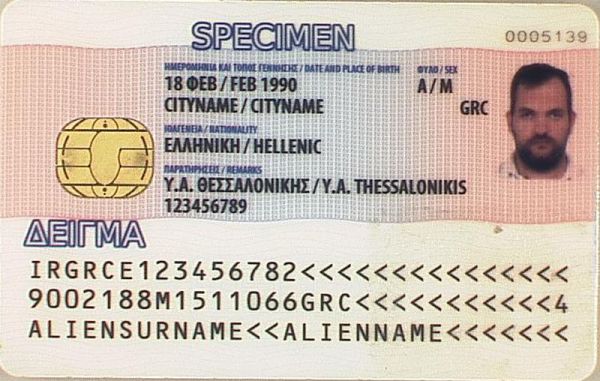 SPECIMEN
0005139
ΗΜΕΡΟΜΗΝΙΑ ΚΑΙ ΤΟΠΟΣ ΓΕΝΝΗΣΗΣ / DATE AND PLACE OF BIRTH ΦΥΛΟ / SEX
18 ΦΕΒ / FEB 1990 Α / M
CITYNAME / CITYNAME GRC
ΙΘΑΓΕΝΕΙΑ / NATIONALITY
ΕΛΛΗΝΙΚΗ / HELLENIC
ΠΑΡΑΤΗΡΗΣΕΙΣ / REMARKS
Υ.Α. ΘΕΣΣΑΛΟΝΙΚΗΣ / Y.A. THESSALONIKIS
123456789
ΔΕΙΓΜΑ
IRGRCE123456782<<<<<<<<<<<<<<<
9002188M1511066GRC<<<<<<<<<<<4
ALIENSURNAME<<ALIENNAME<<<<<<<